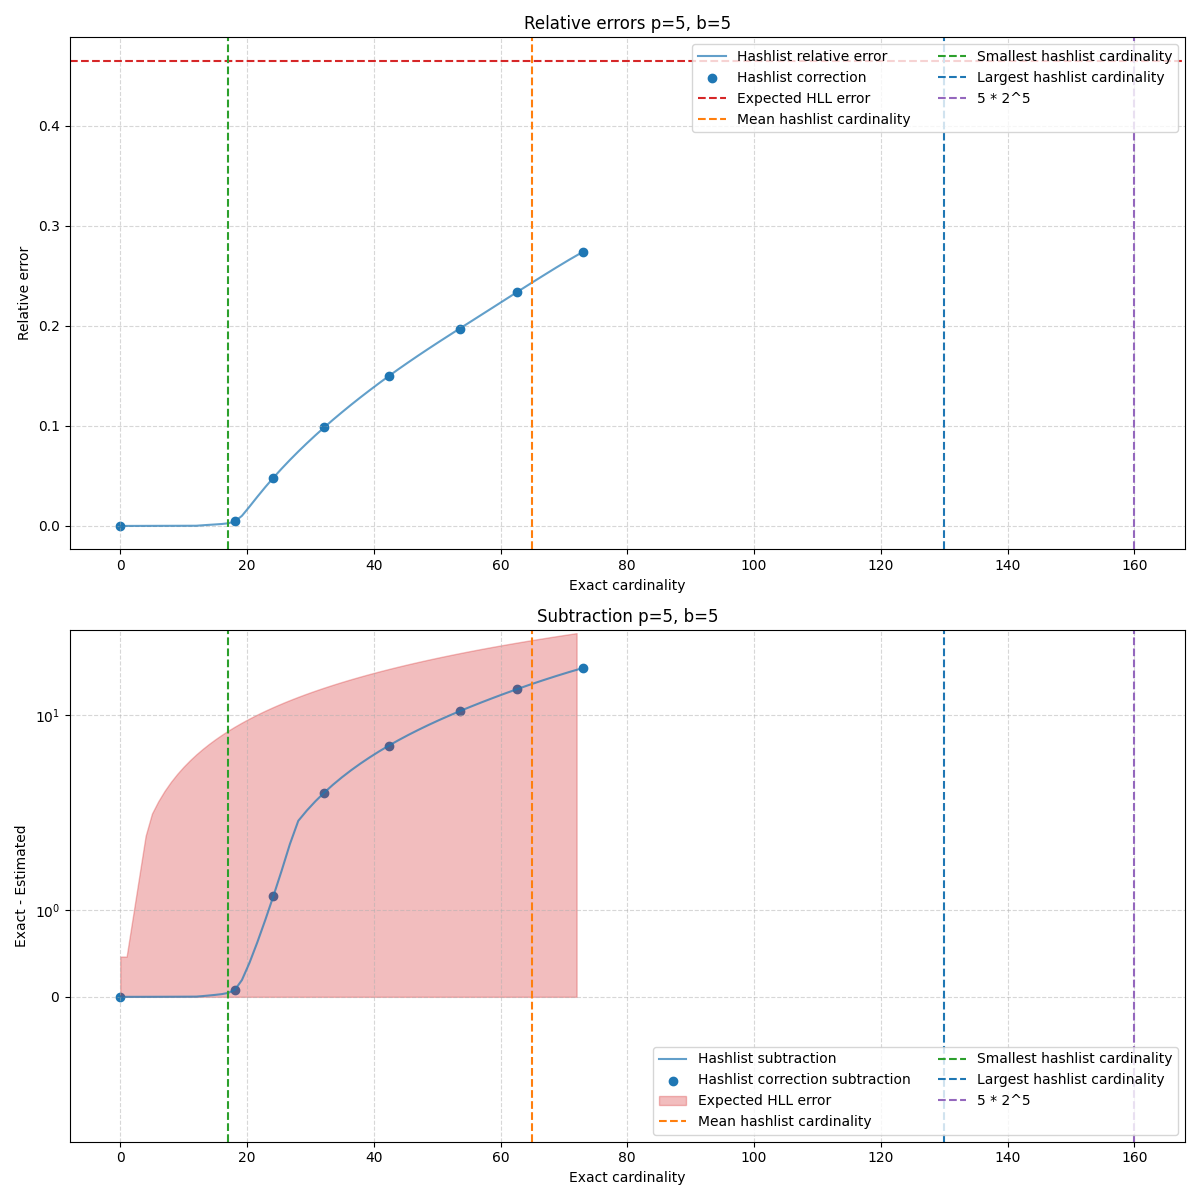 Relative errors p=5, b=5
Hashlist relative error
Hashlist correction
Expected HLL error
Mean hashlist cardinality
Smallest hashlist cardinality
Largest hashlist cardinality
5 * 2^5
0.4
0.3
0.2
0.1
0.0
Relative error
0 20 40 60 80 100 120 140 160
Exact cardinality
Subtraction p=5, b=5
10^1
10^0
0
Exact - Estimated
Hashlist subtraction
Hashlist correction subtraction
Expected HLL error
Mean hashlist cardinality
Smallest hashlist cardinality
Largest hashlist cardinality
5 * 2^5
0 20 40 60 80 100 120 140 160
Exact cardinality